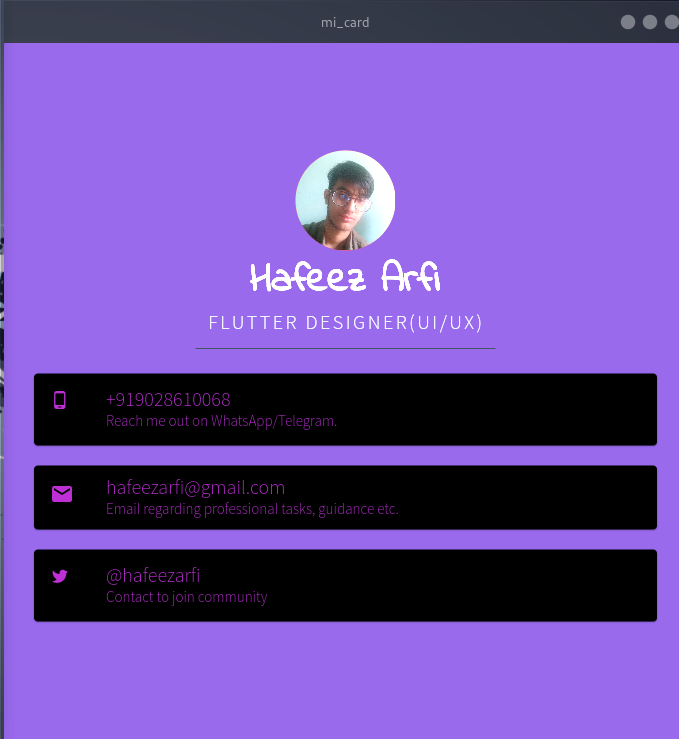 mi_card
Hafeez Arfi
FLUTTER DESIGNER(UI/UX)
+919028610068
Reach me out on WhatsApp/Telegram.
hafeezarfi@gmail.com
Email regarding professional tasks, guidance etc.
@hafeezarfi
Contact to join community